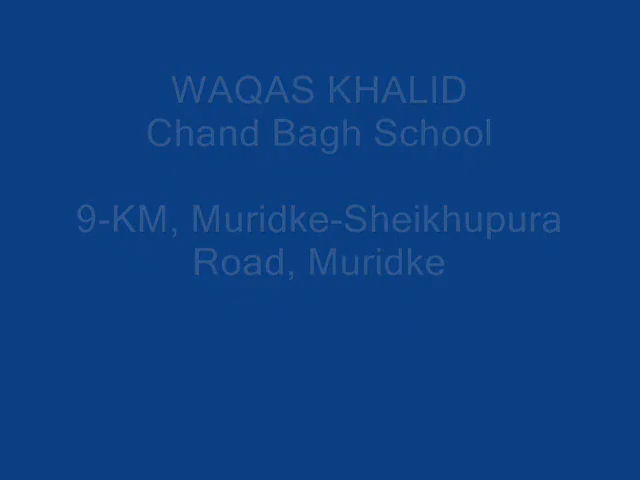 WAQAS KHALID
Chand Bagh School
9-KM, Muridke-Sheikhupura
Road, Muridke